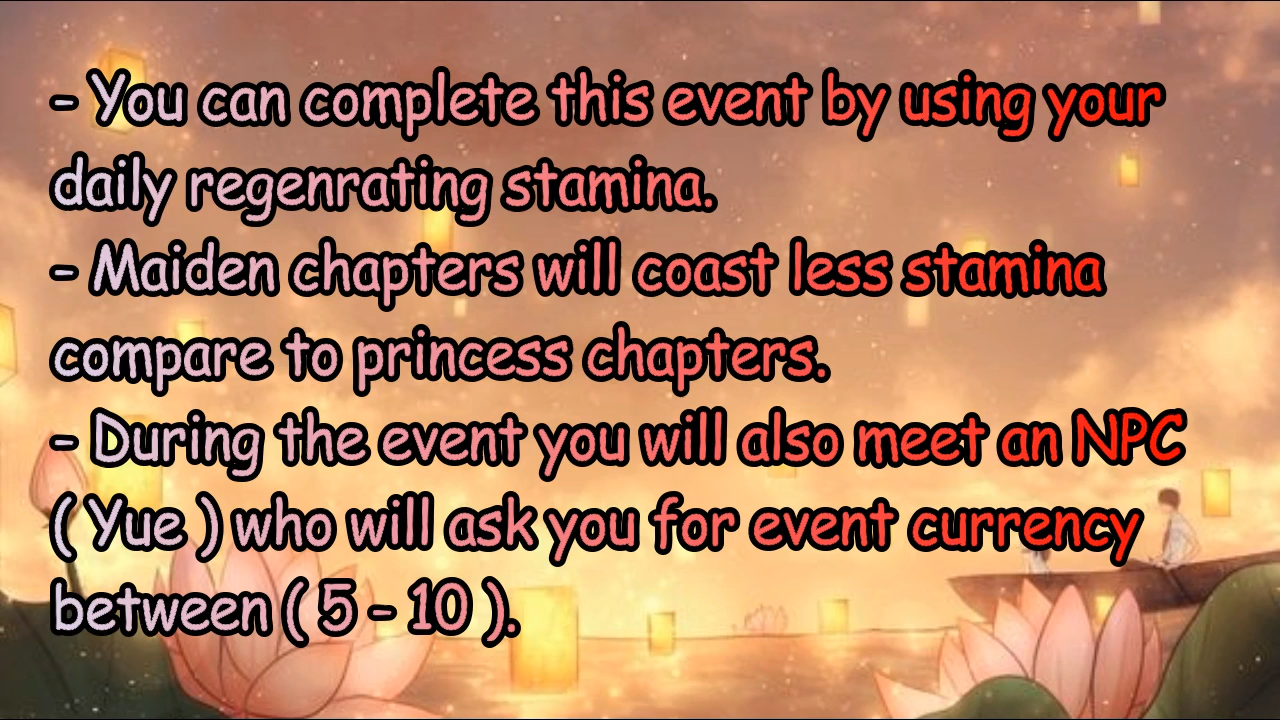 - You can complete this event by using your
daily regenrating stamina.
- Maiden chapters will coast less stamina
compare to princess chapters.
- During the event you will also meet an NPC
( Yue ) who will ask you for event currency
between ( 5 - 10 ).